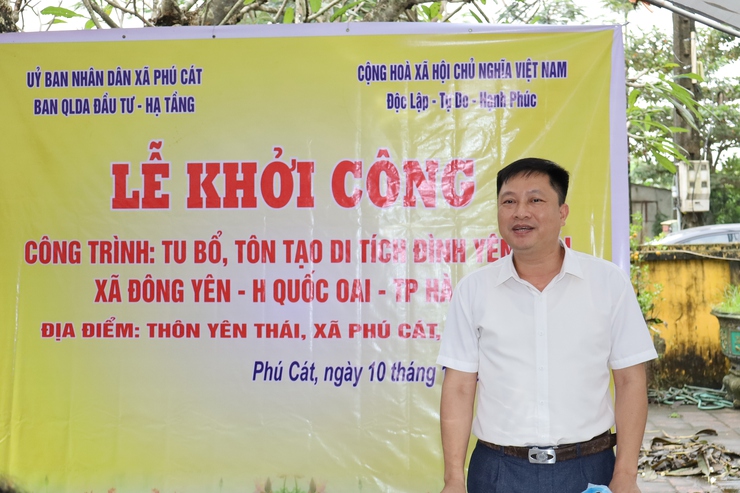 UỶ BAN NHÂN DÂN XÃ PHÚ CÁT
BAN QLDA ĐẦU TƯ - HẠ TẦNG
CỘNG HOÀ XÃ HỘI CHỦ NGHĨA VIỆT NAM
Độc Lập - Tự Do - Hạnh Phúc
LỄ KHỞI CÔNG
CÔNG TRÌNH: TU BỔ, TÔN TẠO DI TÍCH ĐÌNH YÊN
XÃ ĐÔNG YÊN - H QUỐC OAI - TP HÀ
ĐỊA ĐIỂM: THÔN YÊN THÁI, XÃ PHÚ CÁT,
Phú Cát, ngày 10 tháng